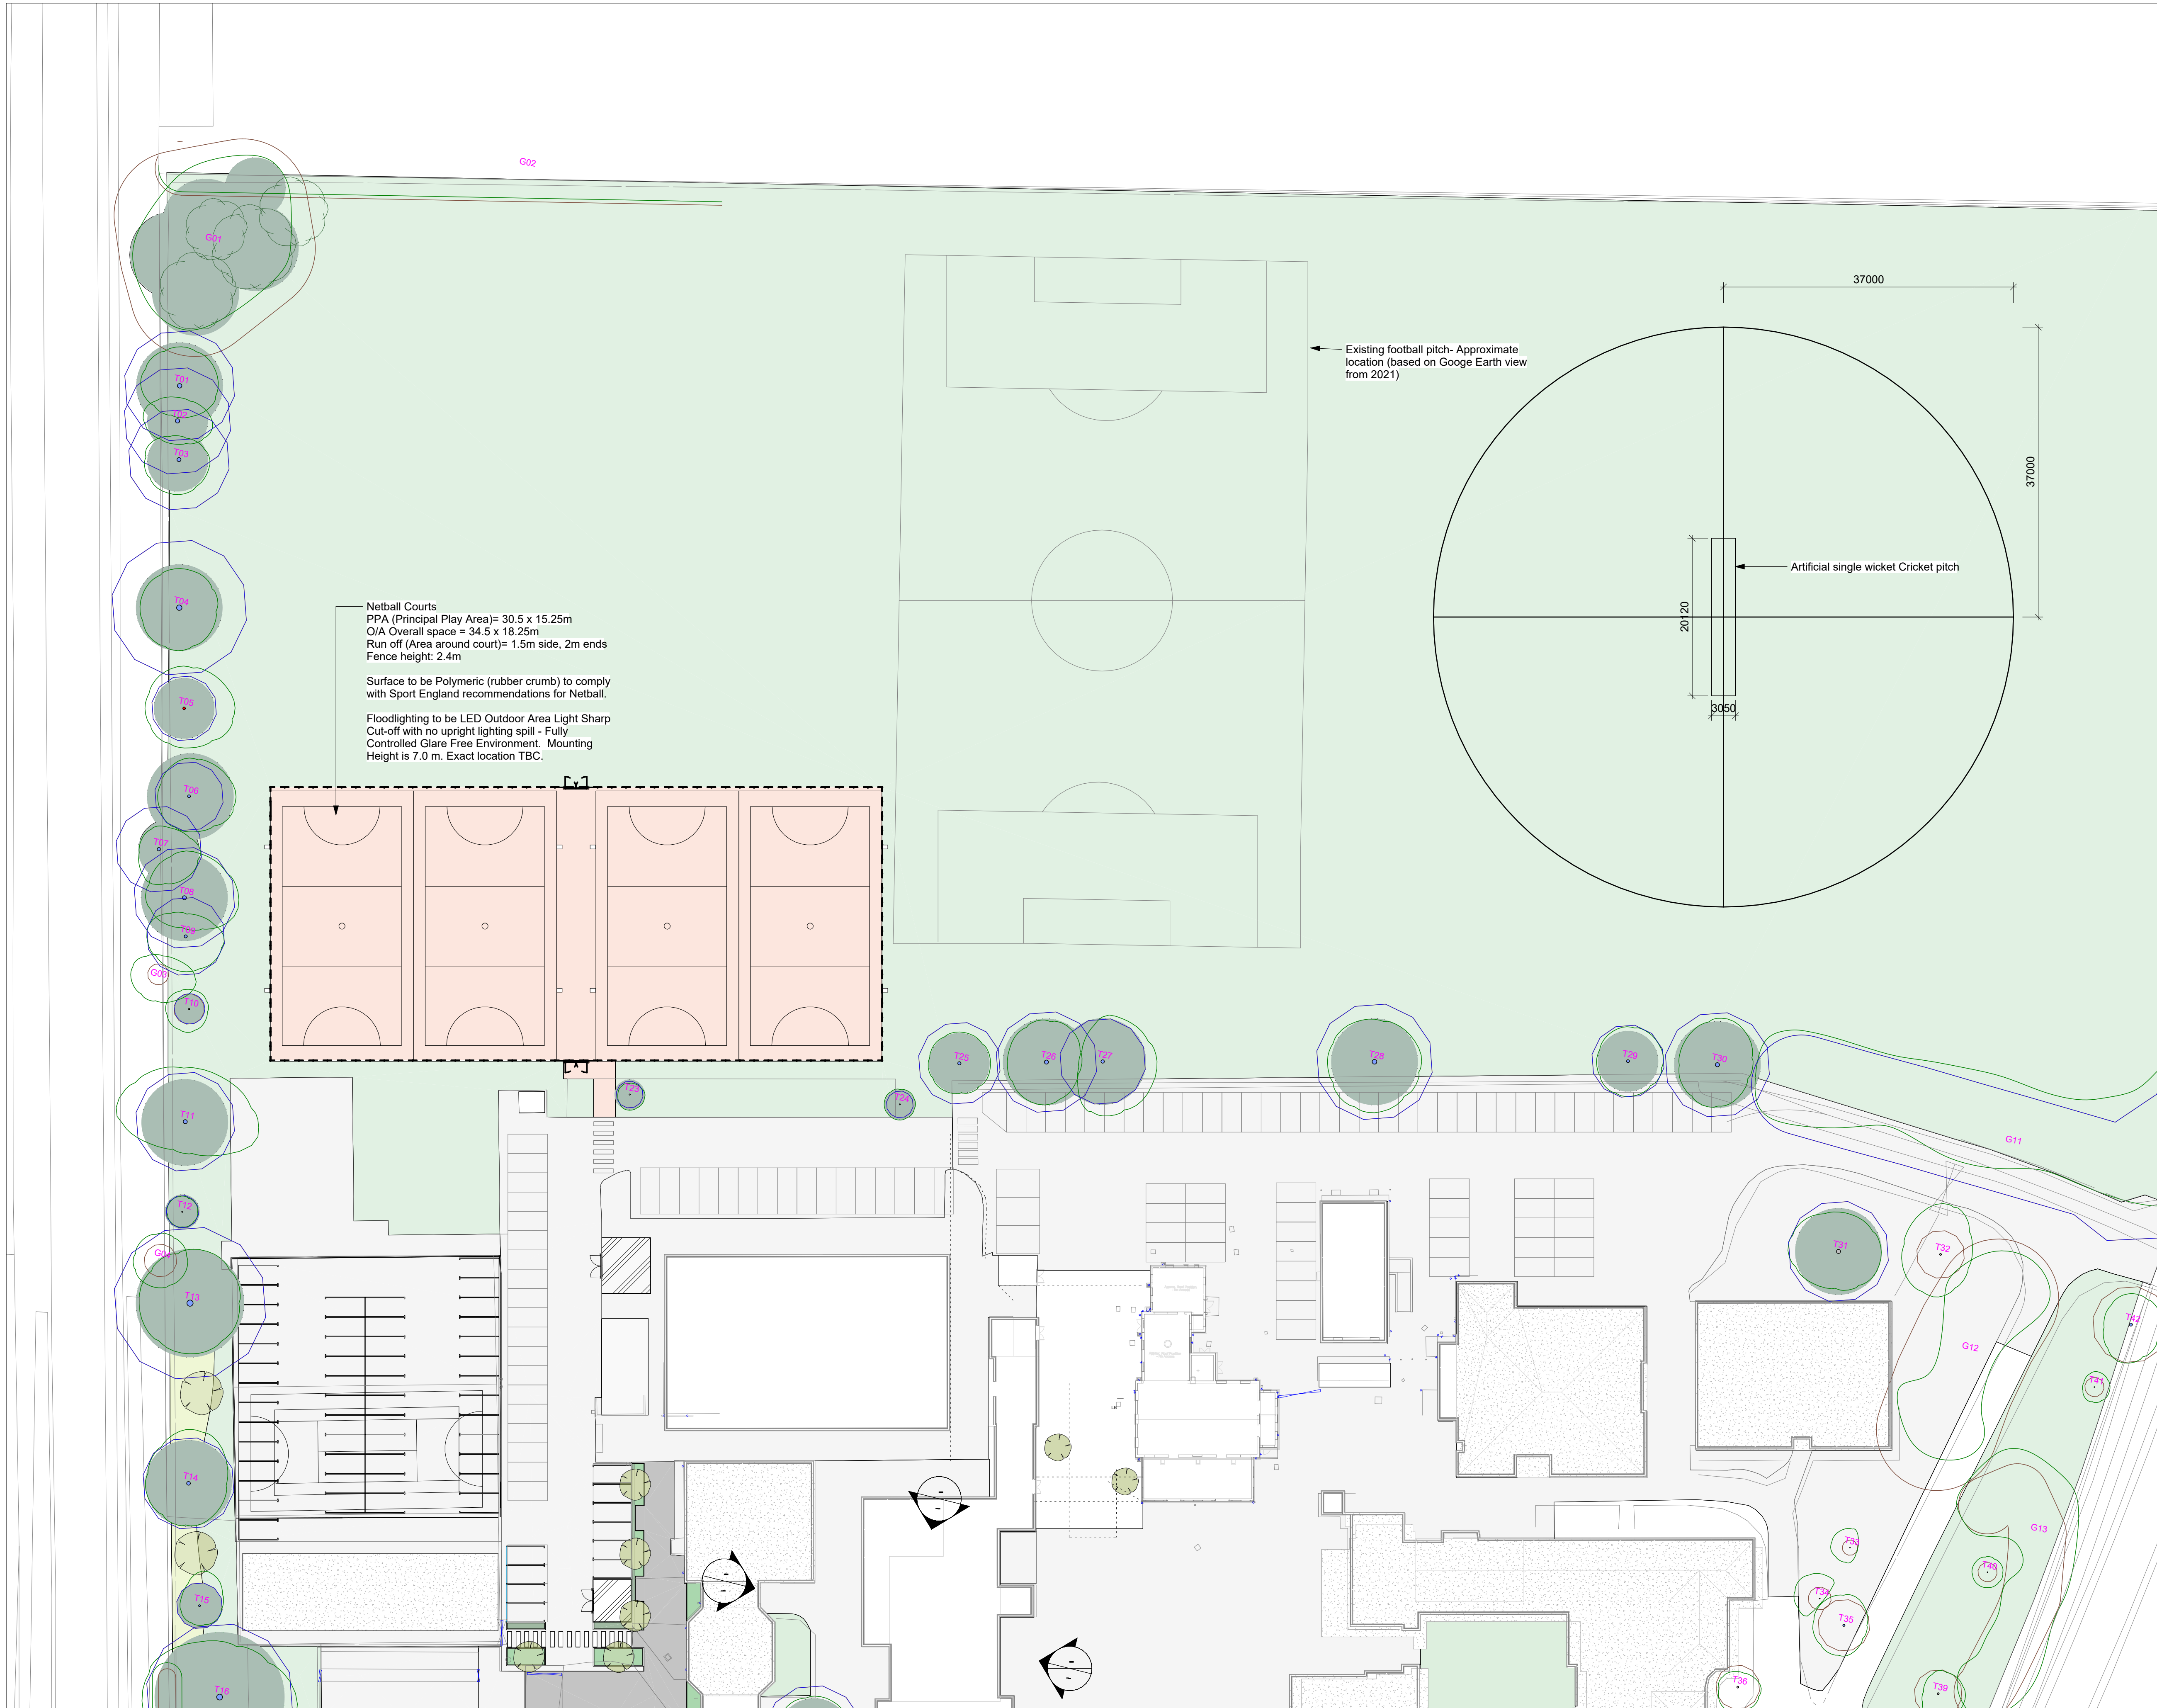 G02
G01
37000
Existing football pitch- Approximate
location (based on Googe Earth view
from 2021)
T01
T02
T03
37000
Artificial single wicket Cricket pitch
20120
3050
T04
Netball Courts
PPA (Principal Play Area)= 30.5 x 15.25m
O/A Overall space = 34.5 x 18.25m
Run off (Area around court)= 1.5m side, 2m ends
Fence height: 2.4m
Surface to be Polymeric (rubber crumb) to comply
with Sport England recommendations for Netball.
Floodlighting to be LED Outdoor Area Light Sharp
Cut-off with no upright lighting spill - Fully
Controlled Glare Free Environment. Mounting
Height is 7.0 m. Exact location TBC.
T05
T06
T07
T08
T09
G03
T10
T25
T26
T27
T28
T29
T30
T23
T24
T11
G11
T12
G04
T31
T32
T13
T42
G12
T41
T14
G13
T33
T40
T34
T15
T35
T16
T36
T39